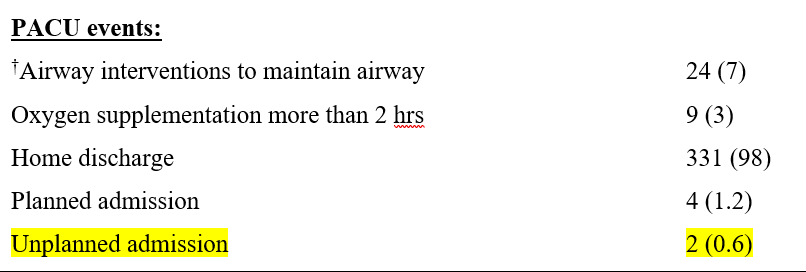 PACU events:
†Airway interventions to maintain airway 24 (7)
Oxygen supplementation more than 2 hrs 9 (3)
Home discharge 331 (98)
Planned admission 4 (1.2)
Unplanned admission 2 (0.6)